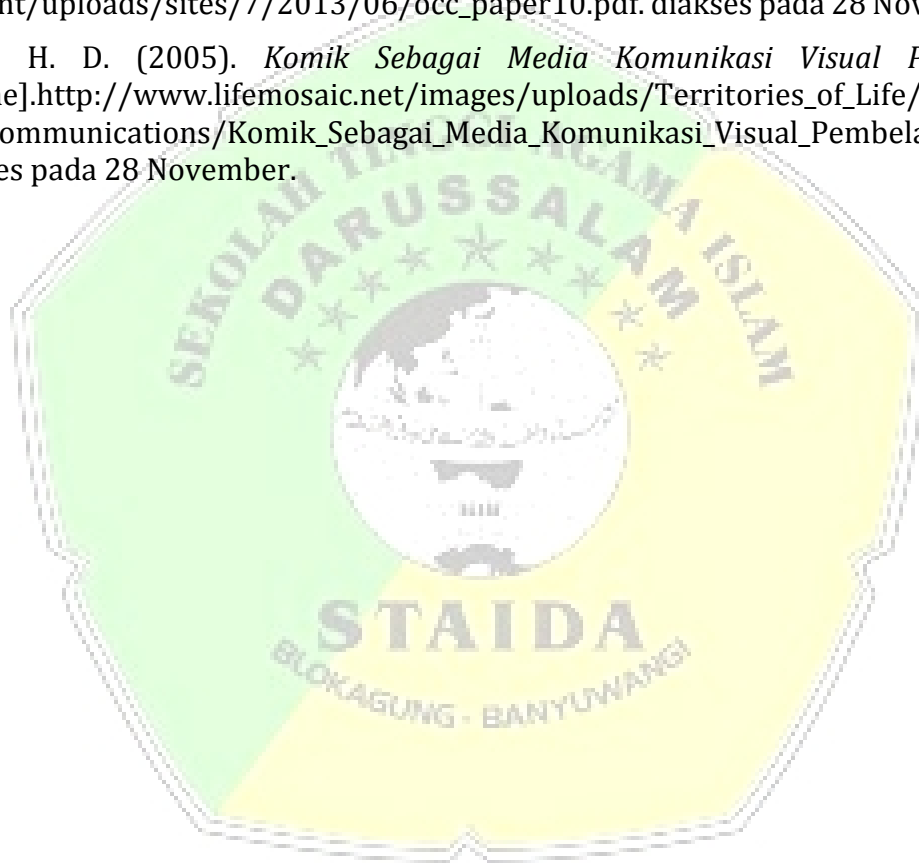 nt/uploads/sites/7/2013/06/occ_paper10.pdf. diakses pada 28 Nov
H. D. (2005). Komik Sebagai Media Komunikasi Visual P
ne].http://www.lifemosaic.net/images/uploads/Territories_of_Life/
ommunications/Komik_Sebagai_Media_Komunikasi_Visual_Pembela
es pada 28 November.
SEKOLAH TINGGI AGAMA ISLAM
DARUSSALAM
STAIDA
BLOKAGUNG - BANYUWANGI